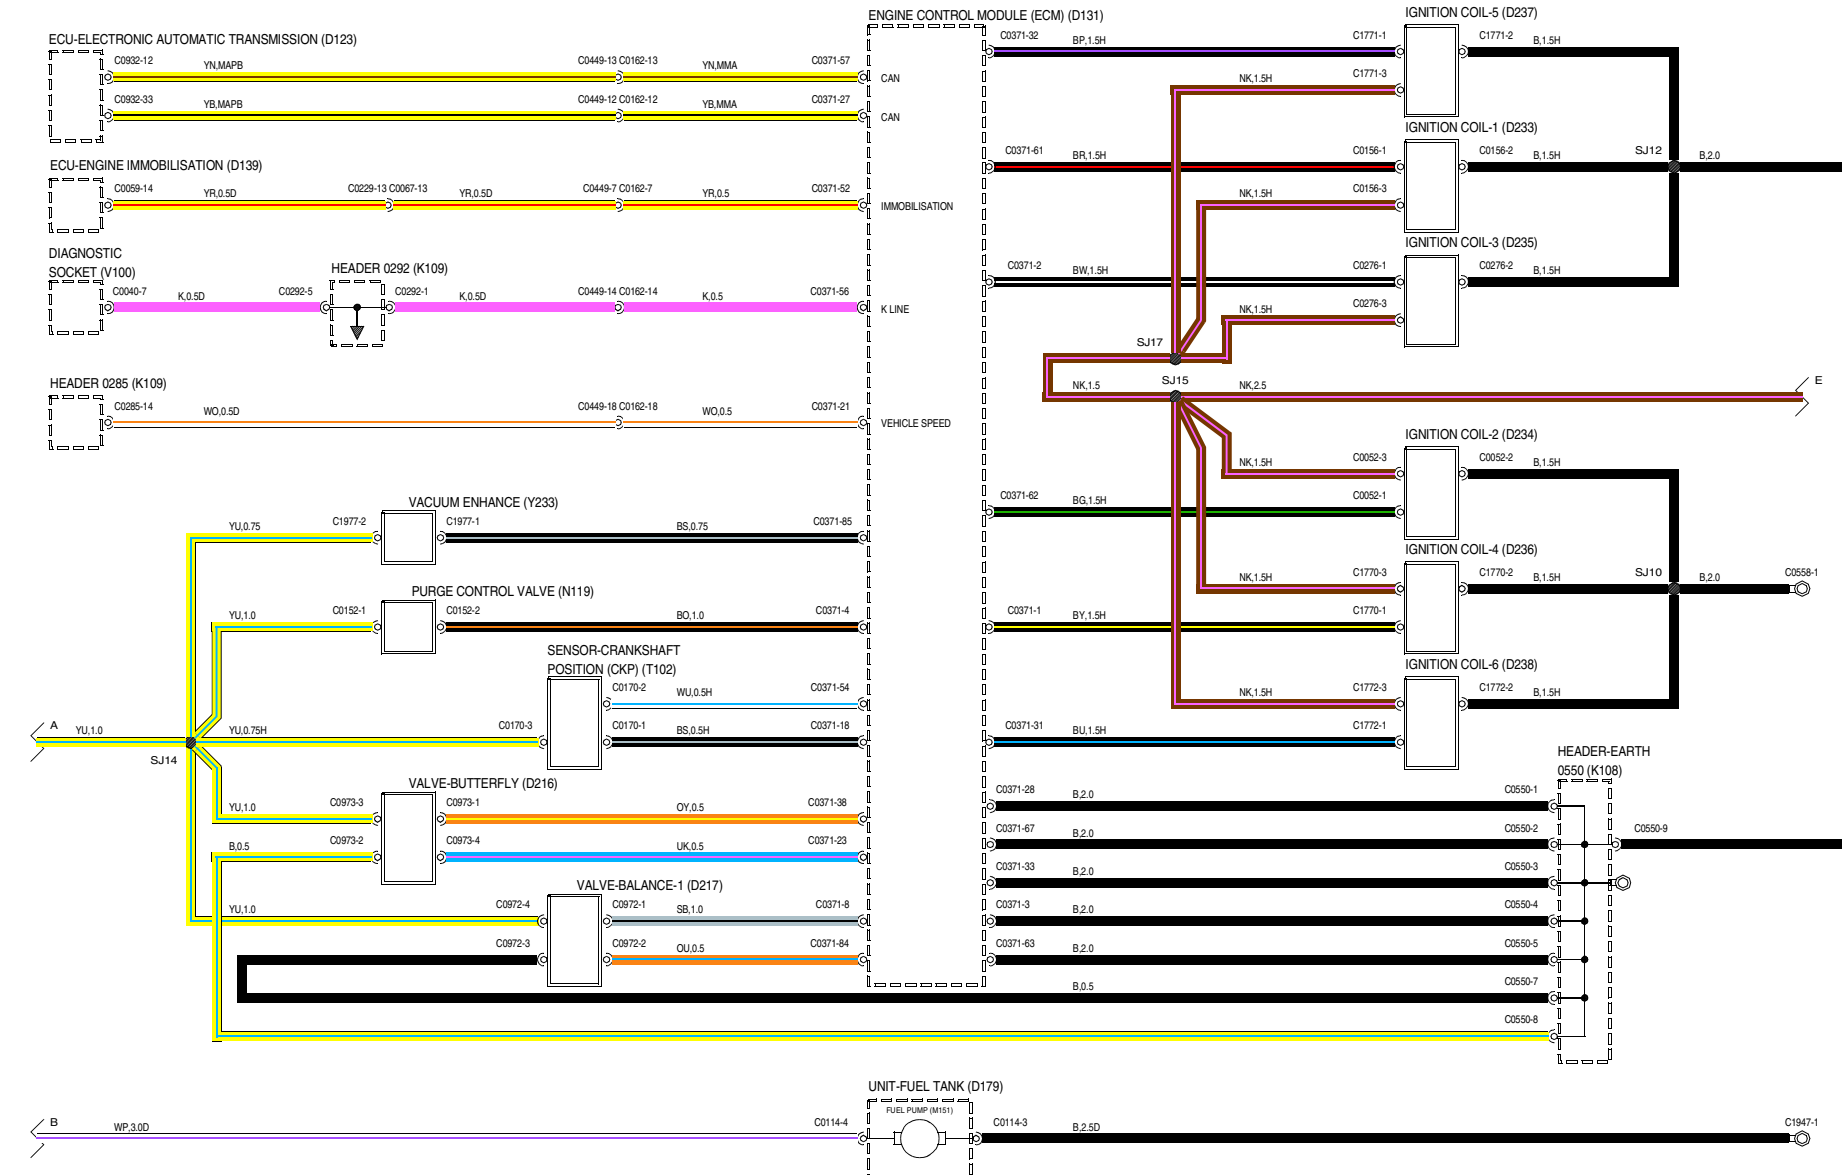 ENGINE CONTROL MODULE (ECM) (D131)
ECU-ELECTRONIC AUTOMATIC TRANSMISSION (D123)
C0932-12
YN,MAPB
C0449-13 C0162-13
YN,MMA
C0371-57
CAN
C0932-33
YB,MAPB
C0449-12 C0162-12
YB,MMA
C0371-27
CAN
ECU-ENGINE IMMOBILISATION (D139)
C0059-14
YR,0.5D
C0229-13 C0067-13
YR,0.5D
C0449-7 C0162-7
YR,0.5
C0371-52
IMMOBILISATION
DIAGNOSTIC
SOCKET (V100)
C0040-7
K,0.5D
C0292-5
HEADER 0292 (K109)
C0292-1
K,0.5D
C0449-14 C0162-14
K,0.5
C0371-56
K LINE
HEADER 0285 (K109)
C0285-14
WO,0.5D
C0449-18 C0162-18
WO,0.5
C0371-21
VEHICLE SPEED
VACUUM ENHANCE (Y233)
YU,0.75
C1977-2
C1977-1
BS,0.75
C0371-85
PURGE CONTROL VALVE (N119)
YU,1.0
C0152-1
C0152-2
BO,1.0
C0371-4
SENSOR-CRANKSHAFT
POSITION (CKP) (T102)
C0170-2
WU,0.5H
C0371-54
A
YU,1.0
SJ14
YU,0.75H
C0170-3
C0170-1
BS,0.5H
C0371-18
VALVE-BUTTERFLY (D216)
YU,1.0
C0973-3
C0973-1
OY,0.5
C0371-38
B,0.5
C0973-2
C0973-4
UK,0.5
C0371-23
VALVE-BALANCE-1 (D217)
YU,1.0
C0972-4
C0972-1
SB,1.0
C0371-8
C0972-3
C0972-2
OU,0.5
C0371-84
C0371-32
BP,1.5H
C1771-1
IGNITION COIL-5 (D237)
C1771-2
B,1.5H
NK,1.5H
C1771-3
C0371-61
BR,1.5H
C0156-1
IGNITION COIL-1 (D233)
C0156-2
B,1.5H
SJ12
B,2.0
NK,1.5H
C0156-3
C0371-2
BW,1.5H
C0276-1
IGNITION COIL-3 (D235)
C0276-2
B,1.5H
NK,1.5H
C0276-3
SJ17
SJ15
NK,1.5
NK,2.5
E
IGNITION COIL-2 (D234)
NK,1.5H
C0052-3
C0052-2
B,1.5H
C0371-62
BG,1.5H
C0052-1
IGNITION COIL-4 (D236)
NK,1.5H
C1770-3
C1770-2
B,1.5H
SJ10
B,2.0
C0558-1
C0371-1
BY,1.5H
C1770-1
IGNITION COIL-6 (D238)
NK,1.5H
C1772-3
C1772-2
B,1.5H
C0371-31
BU,1.5H
C1772-1
HEADER-EARTH
0550 (K108)
C0371-28
B,2.0
C0550-1
C0371-67
B,2.0
C0550-2
C0550-9
C0371-33
B,2.0
C0550-3
C0371-3
B,2.0
C0550-4
C0371-63
B,2.0
C0550-5
B,0.5
C0550-7
C0550-8
UNIT-FUEL TANK (D179)
FUEL PUMP (M151)
B
WP,3.0D
C0114-4
C0114-3
B,2.5D
C1947-1